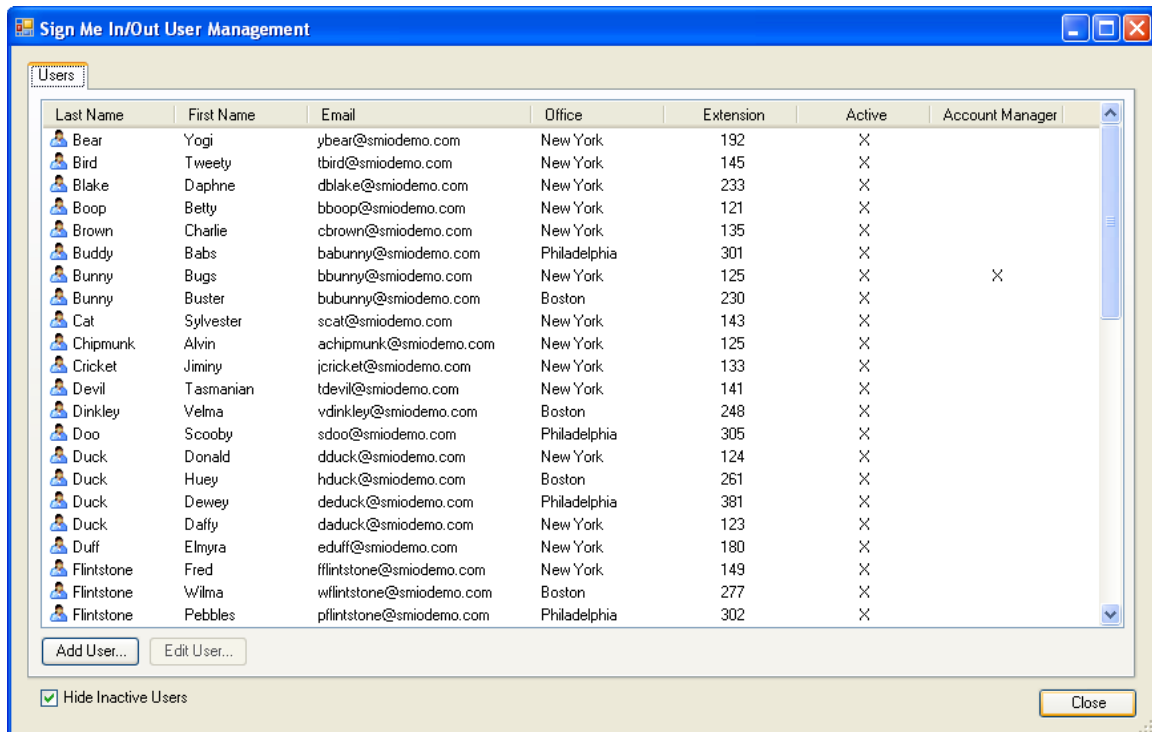 Sign Me In/Out User Management
Users
Last Name First Name Email Office Extension Active Account Manager
Bear Yogi ybear@smiodemo.com New York 192 X
Bird Tweety tbird@smiodemo.com New York 145 X
Blake Daphne dblake@smiodemo.com New York 233 X
Boop Betty bboop@smiodemo.com New York 121 X
Brown Charlie cbrown@smiodemo.com New York 135 X
Buddy Babs babunny@smiodemo.com Philadelphia 301 X
Bunny Bugs bbunny@smiodemo.com New York 125 X X
Bunny Buster bubunny@smiodemo.com Boston 230 X
Cat Sylvester scat@smiodemo.com New York 143 X
Chipmunk Alvin achipmunk@smiodemo.com New York 125 X
Cricket Jiminy jcricket@smiodemo.com New York 133 X
Devil Tasmanian tdevil@smiodemo.com New York 141 X
Dinkley Velma vdinkley@smiodemo.com Boston 248 X
Doo Scooby sdoo@smiodemo.com Philadelphia 305 X
Duck Donald dduck@smiodemo.com New York 124 X
Duck Huey hduck@smiodemo.com Boston 261 X
Duck Dewey deduck@smiodemo.com Philadelphia 381 X
Duck Daffy daduck@smiodemo.com New York 123 X
Duff Elmyra eduff@smiodemo.com New York 180 X
Flintstone Fred fflintstone@smiodemo.com New York 149 X
Flintstone Wilma wflintstone@smiodemo.com Boston 277 X
Flintstone Pebbles pflintstone@smiodemo.com Philadelphia 302 X
Add User... Edit User...
Hide Inactive Users
Close